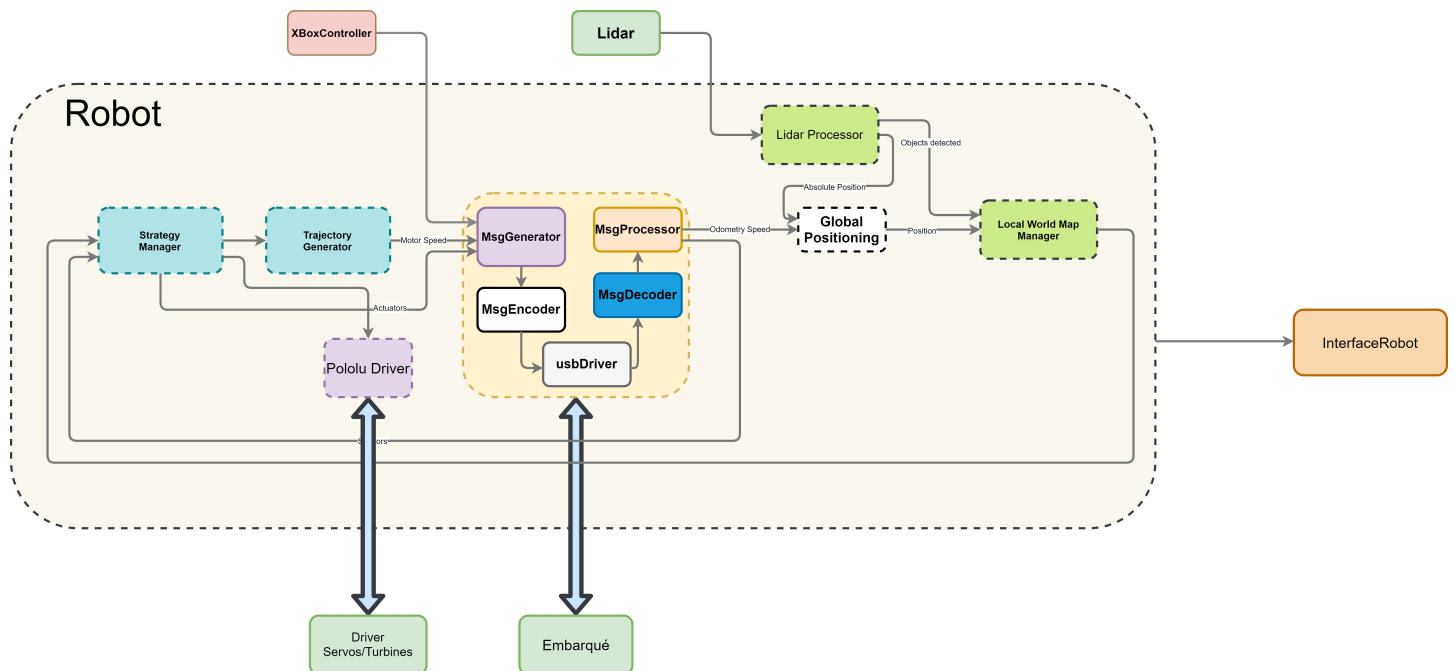 XBoxController
Lidar
Robot
Lidar Processor
Objects detected
Absolute Position
Strategy
Manager
Trajectory
Generator
Motor Speed
MsgGenerator
MsgProcessor
Odometry Speed
Global
Positioning
Position
Local World Map
Manager
MsgEncoder
MsgDecoder
Actuators
usbDriver
Pololu Driver
InterfaceRobot
Driver
Servos/Turbines
Embarqué